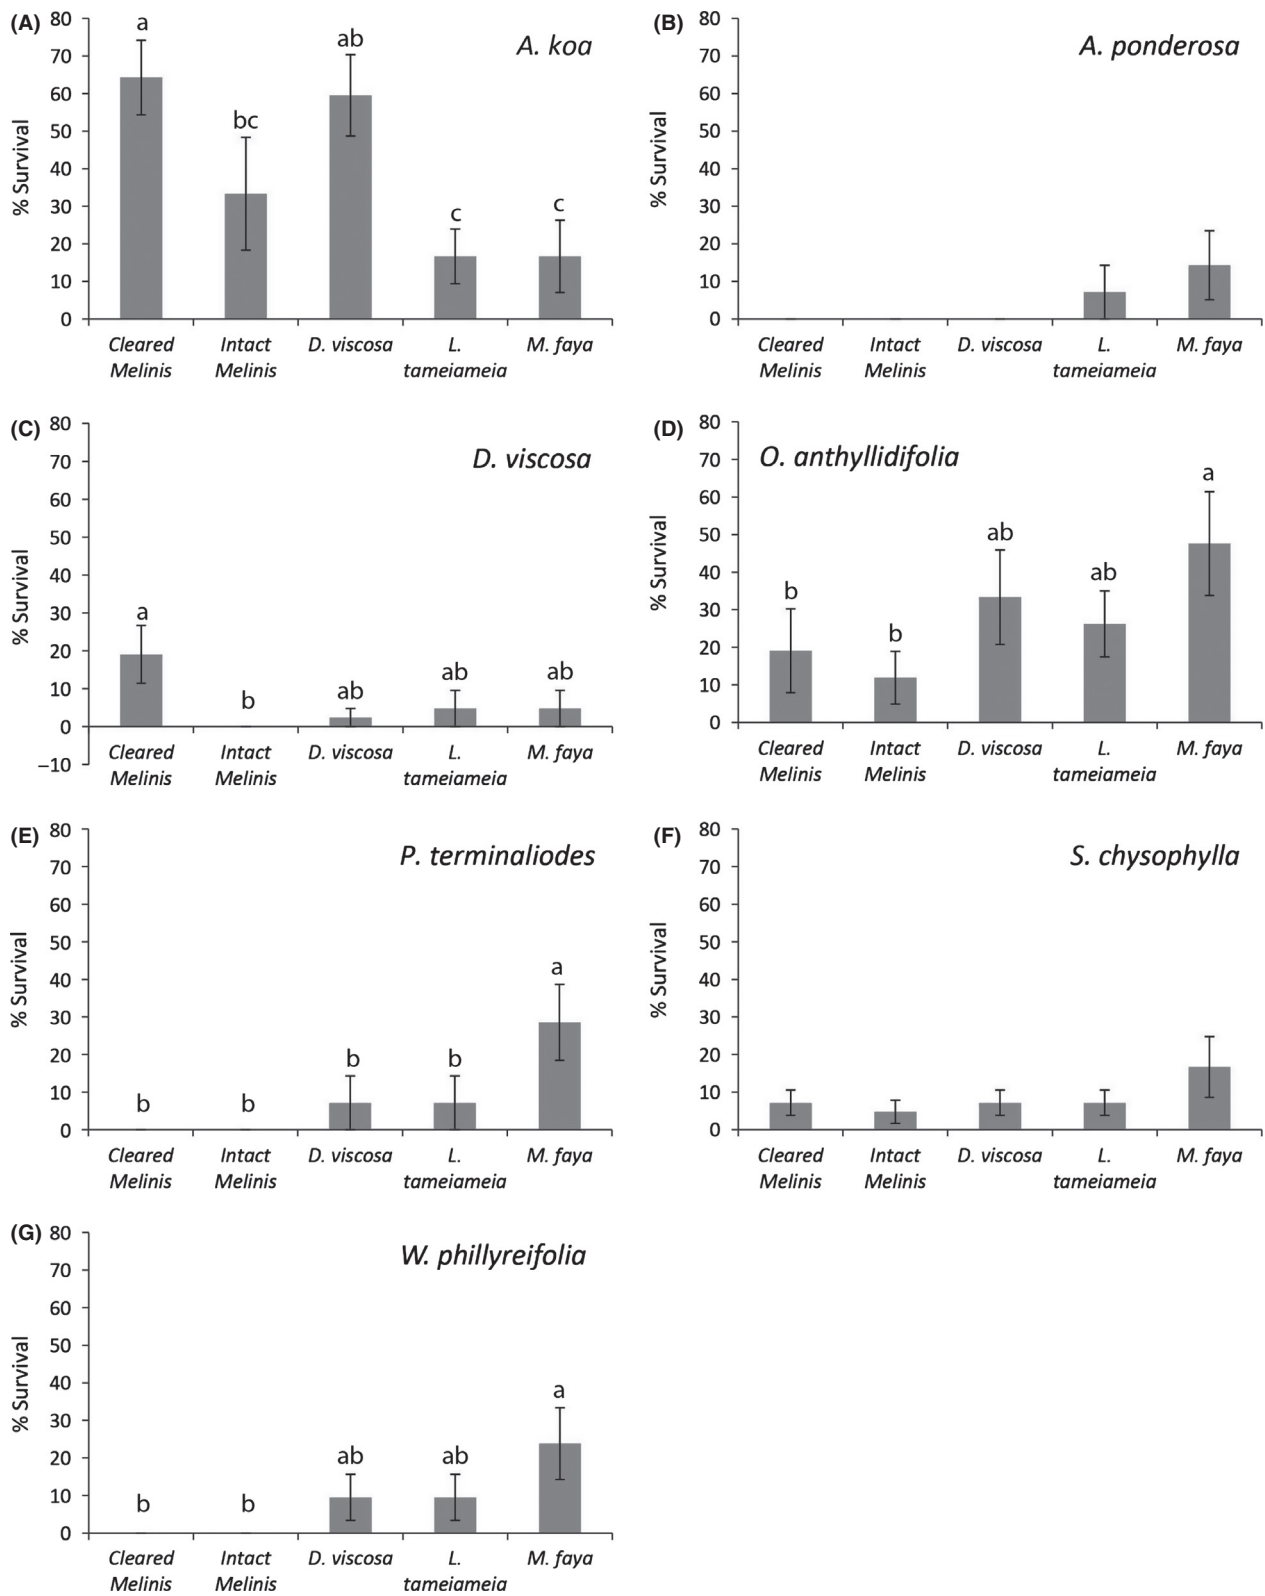 (A)
80
70
60
50
40
30
20
10
0
% Survival
A. koa
a
bc
ab
c
c
Cleared Melinis
Intact Melinis
D. viscosa
L. tameiameia
M. faya
(B)
80
70
60
50
40
30
20
10
0
% Survival
A. ponderosa
Cleared Melinis
Intact Melinis
D. viscosa
L. tameiameia
M. faya
(C)
80
70
60
50
40
30
20
10
0
–10
% Survival
D. viscosa
a
b
ab
ab
ab
Cleared Melinis
Intact Melinis
D. viscosa
L. tameiameia
M. faya
(D)
80
70
60
50
40
30
20
10
0
% Survival
O. anthyllidifolia
b
b
ab
ab
a
Cleared Melinis
Intact Melinis
D. viscosa
L. tameiameia
M. faya
(E)
80
70
60
50
40
30
20
10
0
% Survival
P. terminaliodes
b
b
b
b
a
Cleared Melinis
Intact Melinis
D. viscosa
L. tameiameia
M. faya
(F)
80
70
60
50
40
30
20
10
0
% Survival
S. chysophylla
Cleared Melinis
Intact Melinis
D. viscosa
L. tameiameia
M. faya
(G)
80
70
60
50
40
30
20
10
0
% Survival
W. phillyreifolia
b
b
ab
ab
a
Cleared Melinis
Intact Melinis
D. viscosa
L. tameiameia
M. faya